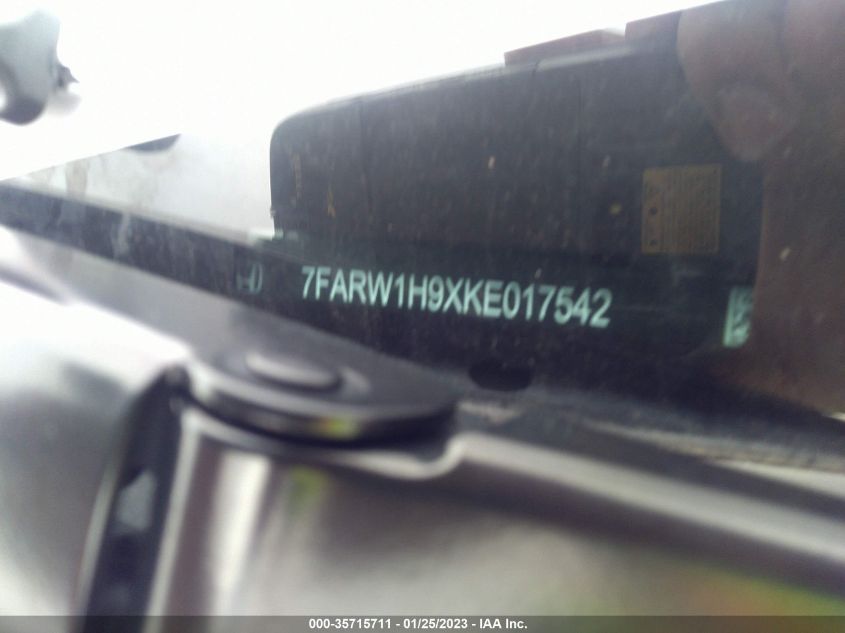 7FARW1H9XKE017542
000-35715711 - 01/25/2023 - IAA Inc.